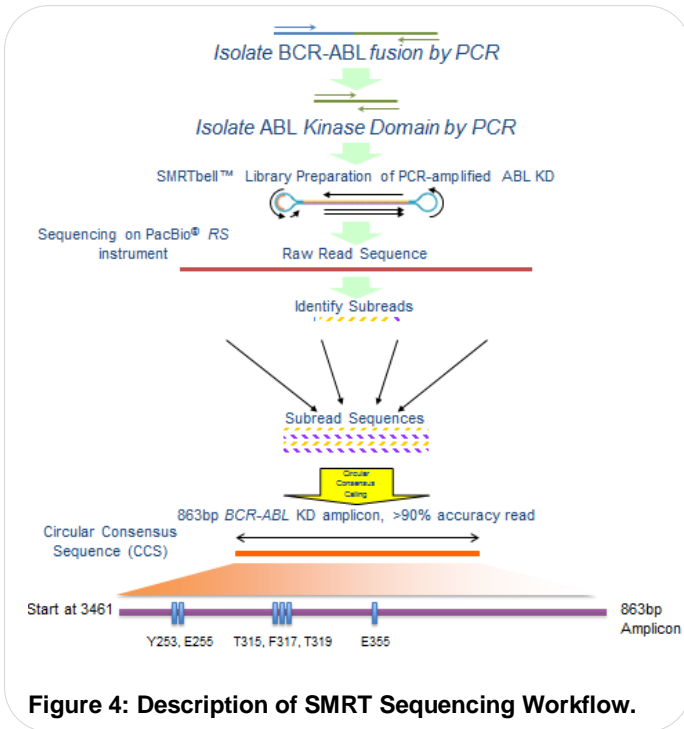 Isolate BCR-ABL fusion by PCR
Isolate ABL Kinase Domain by PCR
SMRTbell™ Library Preparation of PCR-amplified ABL KD
Sequencing on PacBio® RS
instrument
Raw Read Sequence
Identify Subreads
Subread Sequences
Circular
Consensus
Calling
863bp BCR-ABL KD amplicon, >90% accuracy read
Circular Consensus
Sequence (CCS)
Start at 3461
863bp
Amplicon
Y253, E255
T315, F317, T319
E355
Figure 4: Description of SMRT Sequencing Workflow.